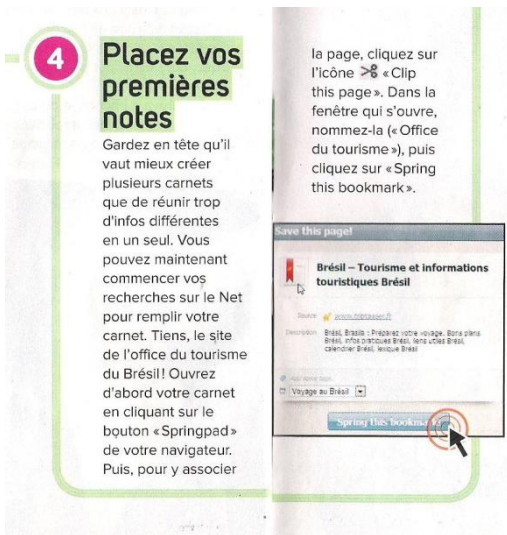 4
Placez vos
premières
notes
Gardez en tête qu'il
vaut mieux créer
plusieurs carnets
que de réunir trop
d'infos différentes
en un seul. Vous
pouvez maintenant
commencer vos
recherches sur le Net
pour remplir votre
carnet. Tiens, le site
de l'office du tourisme
du Brésil! Ouvrez
d'abord votre carnet
en cliquant sur le
bouton «Springpad»
de votre navigateur.
Puis, pour y associer
la page, cliquez sur
l'icône «Clip
this page». Dans la
fenêtre qui s'ouvre,
nommez-la («Office
du tourisme»), puis
cliquez sur «Spring
this bookmark».
Save this page!
Brésil – Tourisme et informations
touristiques Brésil
Source
Description Brésil, Brasilia : Préparez votre voyage. Bons plans
Brésil, infos pratiques Brésil, liens utiles Brésil,
calendrier Brésil, lexique Brésil
Voyage au Brésil
Spring this bookma